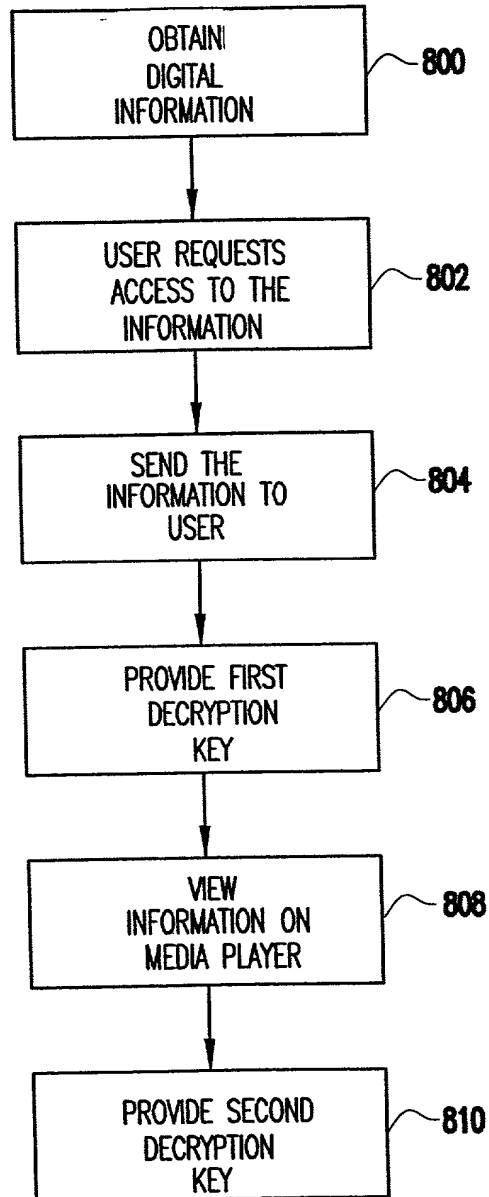 OBTAIN
DIGITAL
INFORMATION
800
USER REQUESTS
ACCESS TO THE
INFORMATION
802
SEND THE
INFORMATION TO
USER
804
PROVIDE FIRST
DECRYPTION
KEY
806
VIEW
INFORMATION ON
MEDIA PLAYER
808
PROVIDE SECOND
DECRYPTION
KEY
810